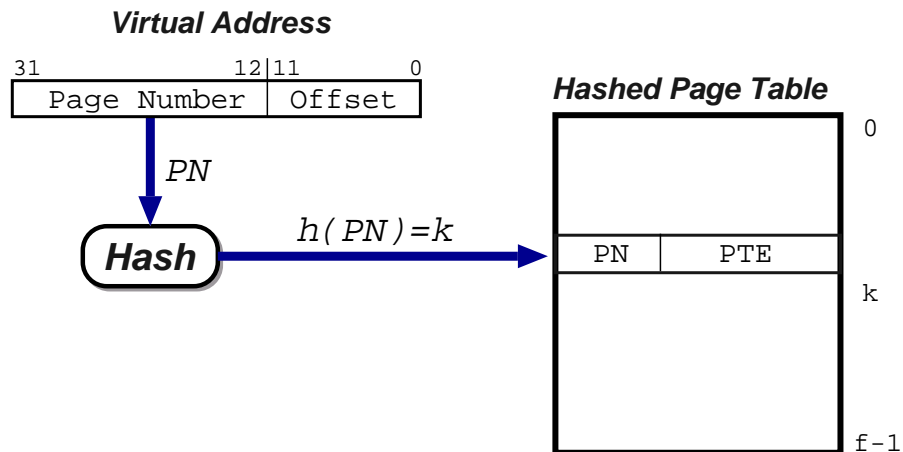 Virtual Address
31 12 11 0
Page Number Offset
Hashed Page Table
0
PN
h(PN)=k
Hash
PN PTE
k
f-1